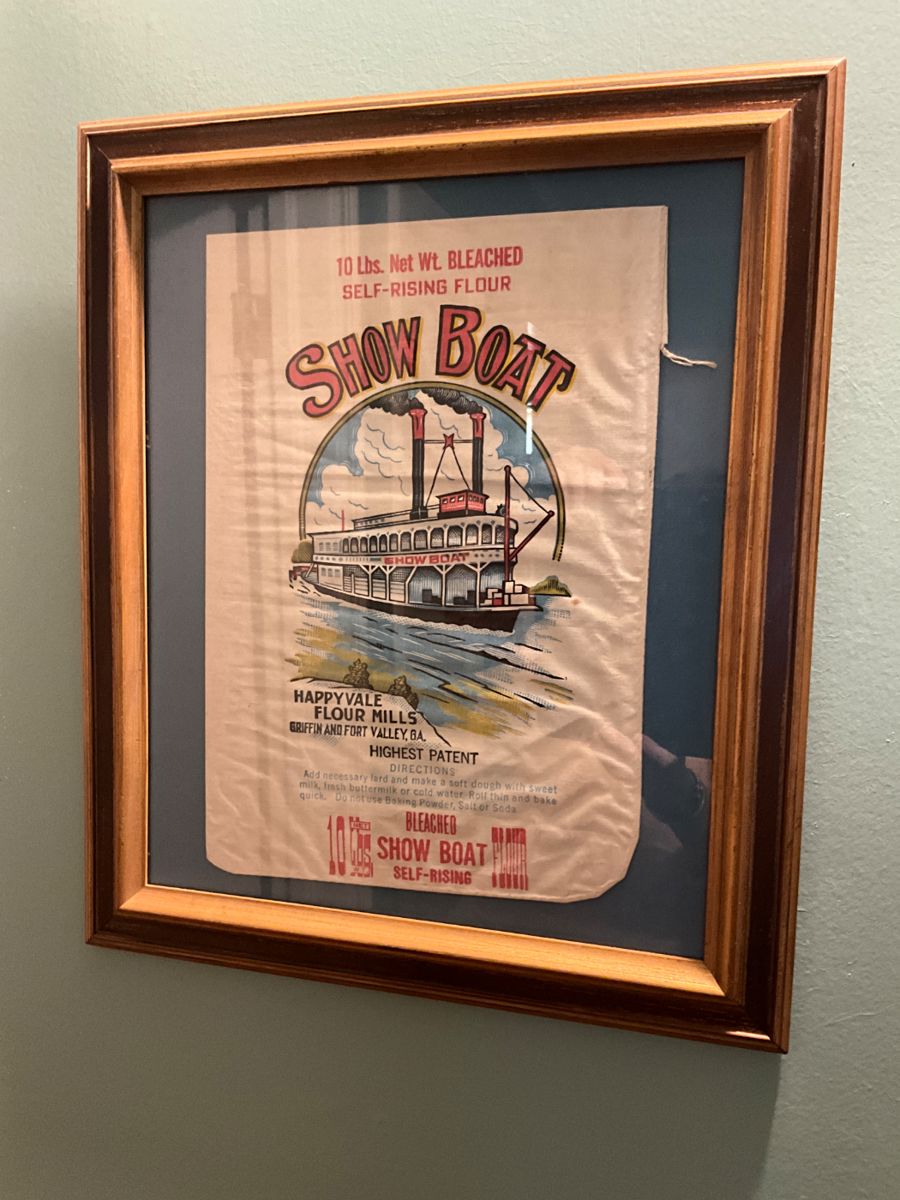 10 Lbs. Net Wt. BLEACHED
SELF-RISING FLOUR
SHOW BOAT
SHOW BOAT
HAPPYVALE
FLOUR MILLS
GRIFFIN AND FORT VALLEY, GA.
HIGHEST PATENT
DIRECTIONS
Add necessary lard and make a soft dough with sweet
milk, fresh buttermilk or cold water. Roll thin and bake
quick. Do not use Baking Powder, Salt or Soda
BLEACHED
10 LBS. SHOW BOAT FLOUR
SELF-RISING